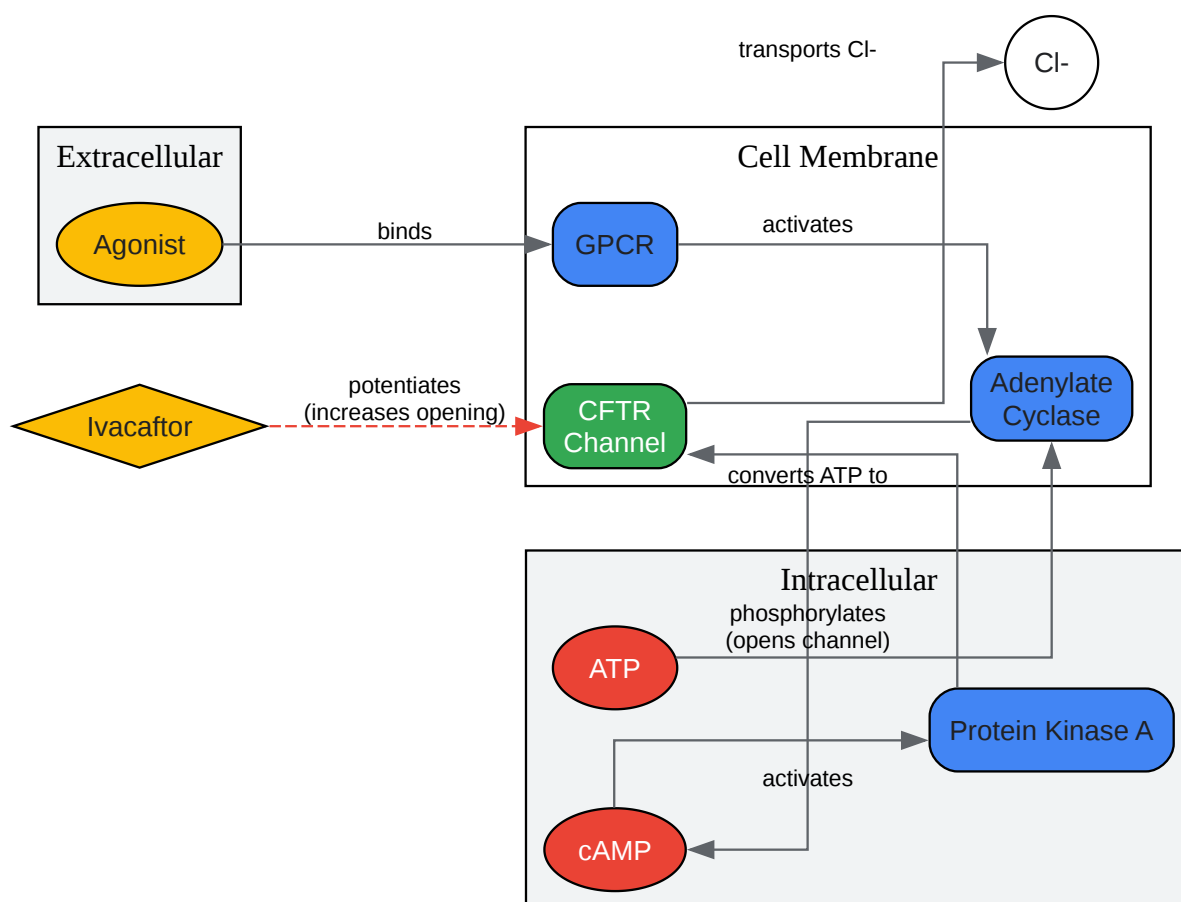 transports Cl-
Cl-
Extracellular
Cell Membrane
Agonist
binds
GPCR
activates
Ivacaftor
potentiates
(increases opening)
CFTR
Channel
Adenylate
Cyclase
converts ATP to
Intracellular
phosphorylates
(opens channel)
ATP
Protein Kinase A
activates
cAMP